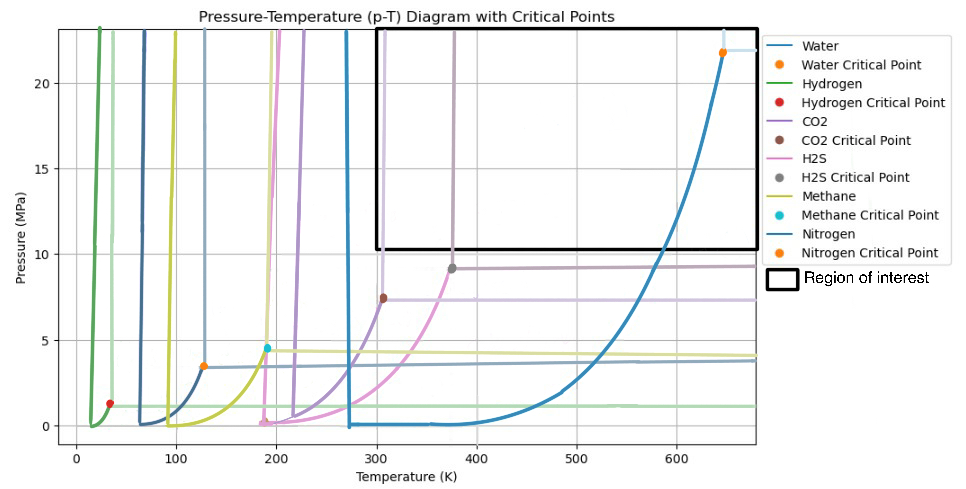 Pressure-Temperature (p-T) Diagram with Critical Points
Pressure (MPa)
20
15
10
5
0
0 100 200 300 400 500 600
Temperature (K)
Water
Water Critical Point
Hydrogen
Hydrogen Critical Point
CO2
CO2 Critical Point
H2S
H2S Critical Point
Methane
Methane Critical Point
Nitrogen
Nitrogen Critical Point
Region of interest